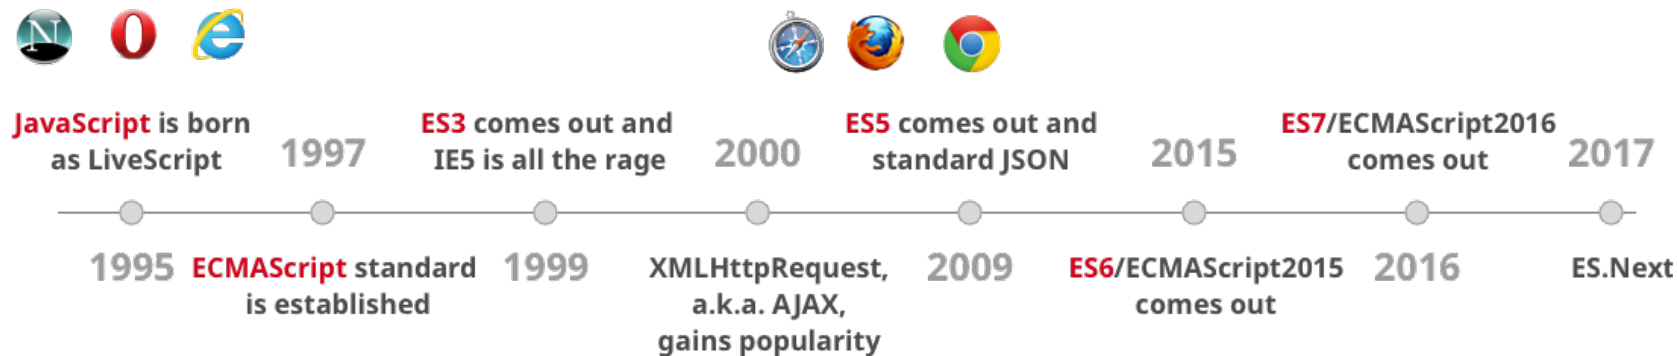 JavaScript is born
as LiveScript
1995
1997
ECMAScript standard
is established
ES3 comes out and
IE5 is all the rage
1999
2000
XMLHttpRequest,
a.k.a. AJAX,
gains popularity
ES5 comes out and
standard JSON
2009
2015
ES6/ECMAScript2015
comes out
ES7/ECMAScript2016
comes out
2016
2017
ES.Next